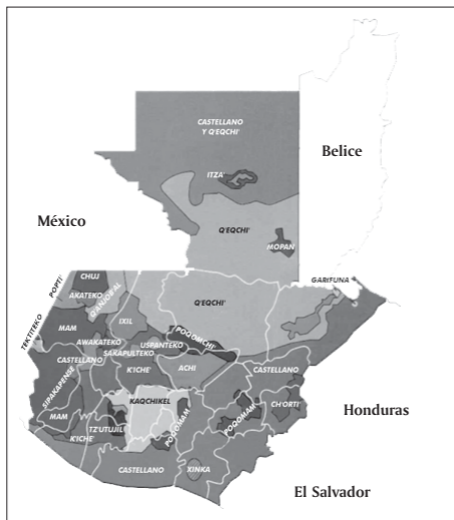 CASTELLANO
Y Q'EQCHI'
Belice
ITZA'
México
Q'EQCHI'
MOPAN
GARIFUNA
CHUJ
POPTI'
Q'EQCHI'
AKATEKO
Q'ANJOB'AL
TEKTITEKO
MAM
IXIL
POQOMCHI'
AWAKATEKO
USPANTEKO
SAKAPULTEKO
CASTELLANO
K'ICHE'
ACHI
CASTELLANO
SIPAKAPENSE
KAQCHIKEL
CH'ORTI'
MAM
POQOMAM
POQOMAM
Honduras
TZ'UTUJIL
K'ICHE'
CASTELLANO
XINKA
El Salvador